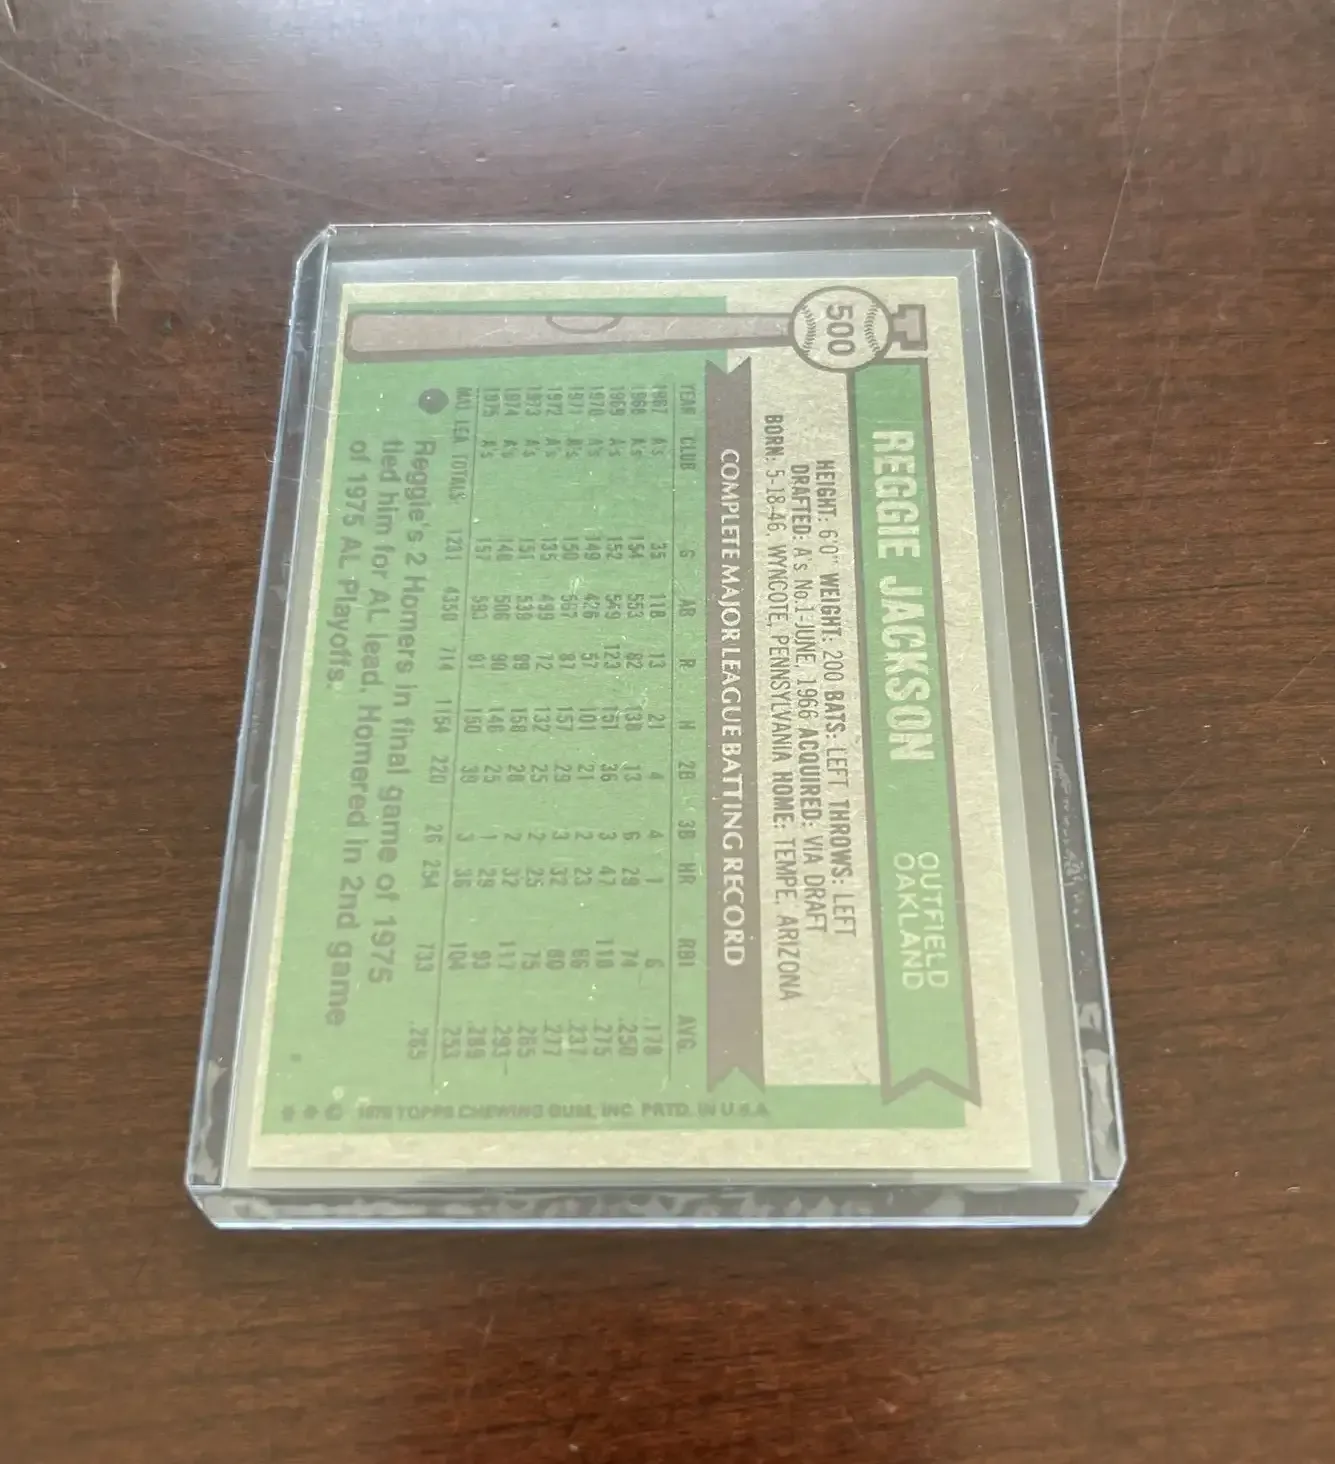 500
REGGIE JACKSON
OUTFIELD
OAKLAND
HEIGHT: 6'0" WEIGHT: 200 BATS: LEFT THROWS: LEFT
DRAFTED: A's No.1-JUNE, 1966 ACQUIRED: VIA DRAFT
BORN: 5-18-46, WYNCOTE, PENNSYLVANIA HOME: TEMPE, ARIZONA
COMPLETE MAJOR LEAGUE BATTING RECORD
YEAR CLUB G AB R H 2B 3B HR RBI AVG.
1967 A's 35 118 13 21 4 4 1 6 .178
1968 A's 154 553 82 138 13 6 29 74 .250
1969 A's 152 549 123 151 36 3 47 118 .275
1970 A's 149 426 57 101 21 2 23 66 .237
1971 A's 150 567 87 157 29 3 32 80 .277
1972 A's 135 499 72 132 25 2 25 75 .265
1973 A's 151 539 99 158 28 2 32 117 .293
1974 A's 148 506 90 146 25 1 29 93 .289
1975 A's 157 593 91 150 39 3 36 104 .253
MAJ. LEA. TOTALS 1231 4350 714 1154 220 26 254 733 .265
Reggie's 2 Homers in final game of 1975
tied him for AL lead. Homered in 2nd game
of 1975 AL Playoffs.
* * © 1976 TOPPS CHEWING GUM, INC. PRTD. IN U.S.A.